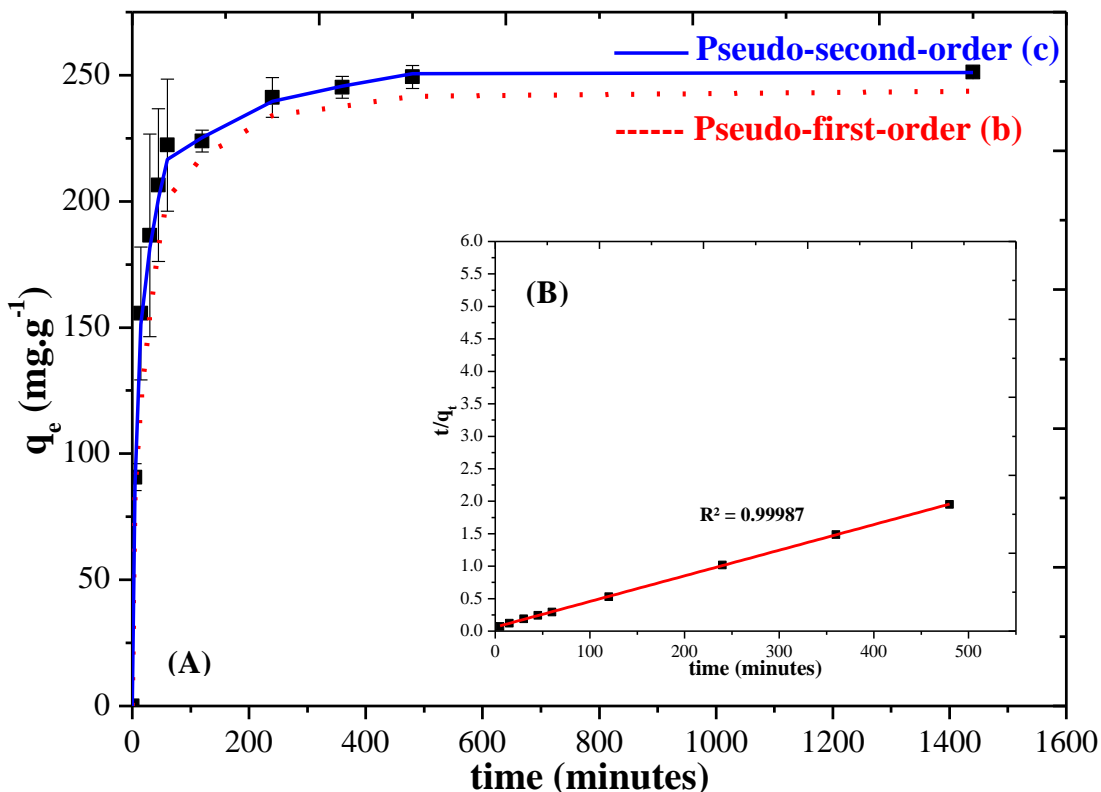 Pseudo-second-order (c)
Pseudo-first-order (b)
300
250
200
150
100
50
0
qₑ (mg.g⁻¹)
(A)
0 200 400 600 800 1000 1200 1400 1600
time (minutes)
(B)
6.0
5.5
5.0
4.5
4.0
3.5
3.0
2.5
2.0
1.5
1.0
0.5
0.0
t/qₜ
R² = 0.99987
0 100 200 300 400 500
time (minutes)